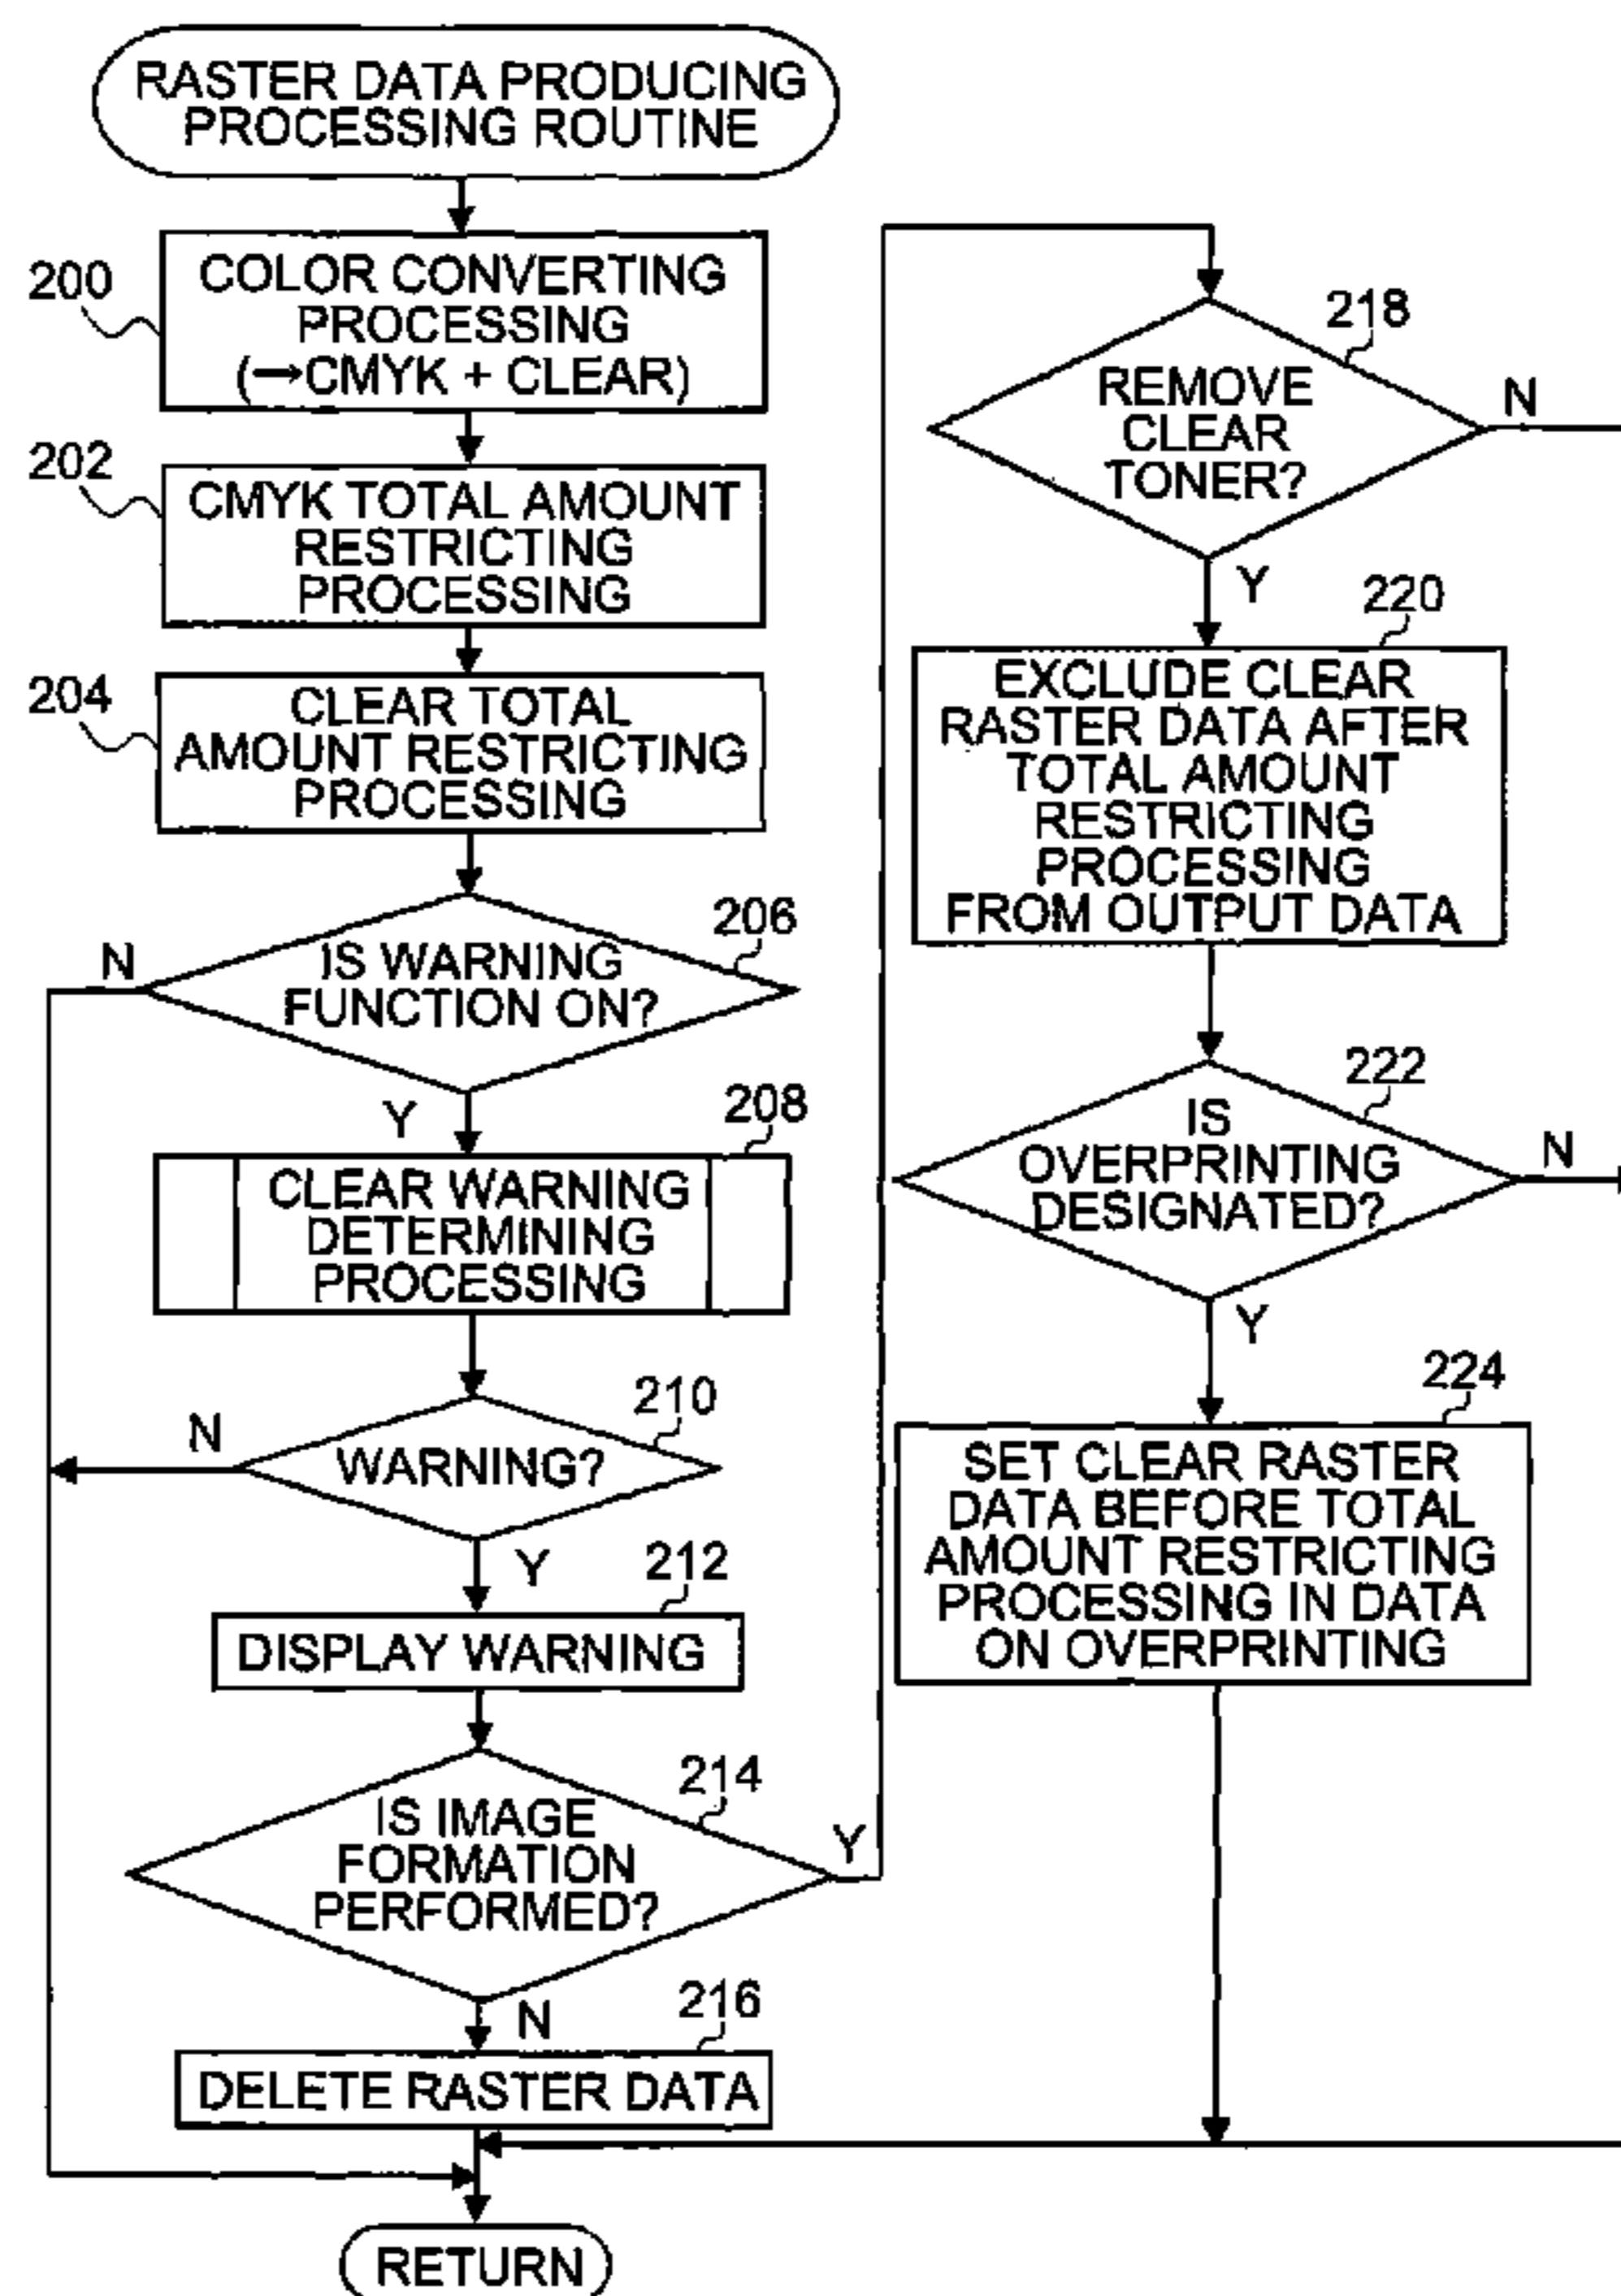 RASTER DATA PRODUCING
PROCESSING ROUTINE
200
COLOR CONVERTING
PROCESSING
(→CMYK + CLEAR)
202
CMYK TOTAL AMOUNT
RESTRICTING
PROCESSING
204
CLEAR TOTAL
AMOUNT RESTRICTING
PROCESSING
206
N
IS WARNING
FUNCTION ON?
Y
208
CLEAR WARNING
DETERMINING
PROCESSING
210
N
WARNING?
Y
212
DISPLAY WARNING
214
IS IMAGE
FORMATION
PERFORMED?
Y
N
216
DELETE RASTER DATA
RETURN
218
REMOVE
CLEAR
TONER?
N
Y
220
EXCLUDE CLEAR
RASTER DATA AFTER
TOTAL AMOUNT
RESTRICTING
PROCESSING
FROM OUTPUT DATA
222
IS
OVERPRINTING
DESIGNATED?
N
Y
224
SET CLEAR RASTER
DATA BEFORE TOTAL
AMOUNT RESTRICTING
PROCESSING IN DATA
ON OVERPRINTING